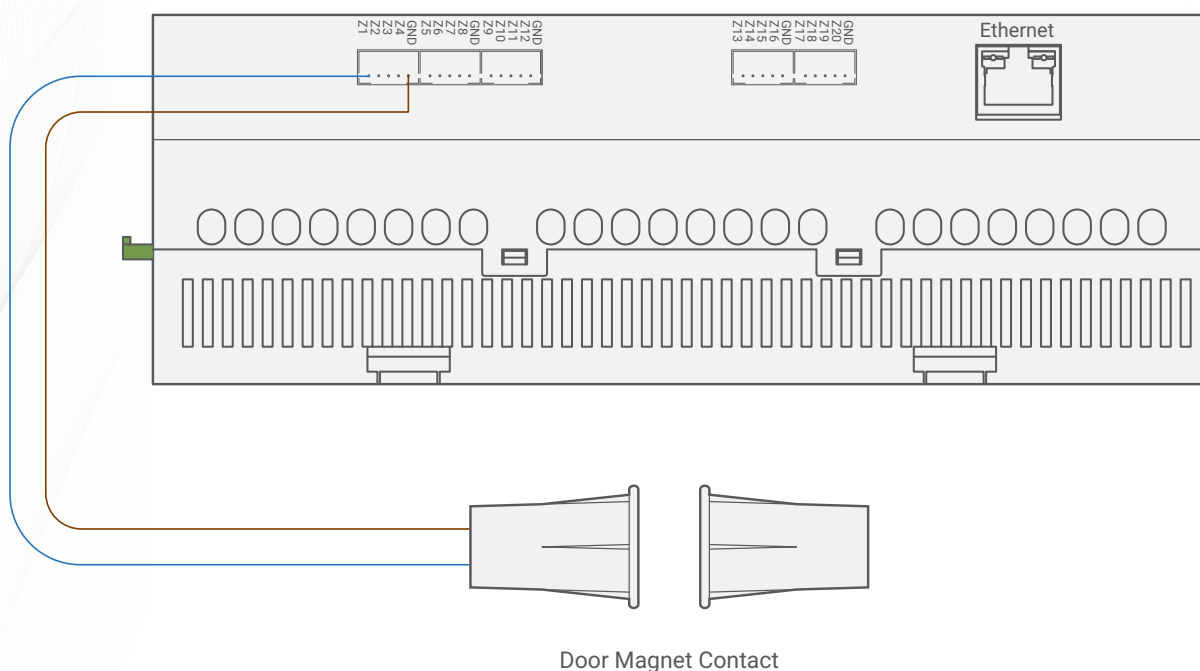 Z1
Z2
Z3
Z4
GND
Z5
Z6
Z7
Z8
GND
Z9
Z10
Z11
Z12
GND
Z13
Z14
Z15
Z16
GND
Z17
Z18
Z19
Z20
GND
Ethernet
Door Magnet Contact